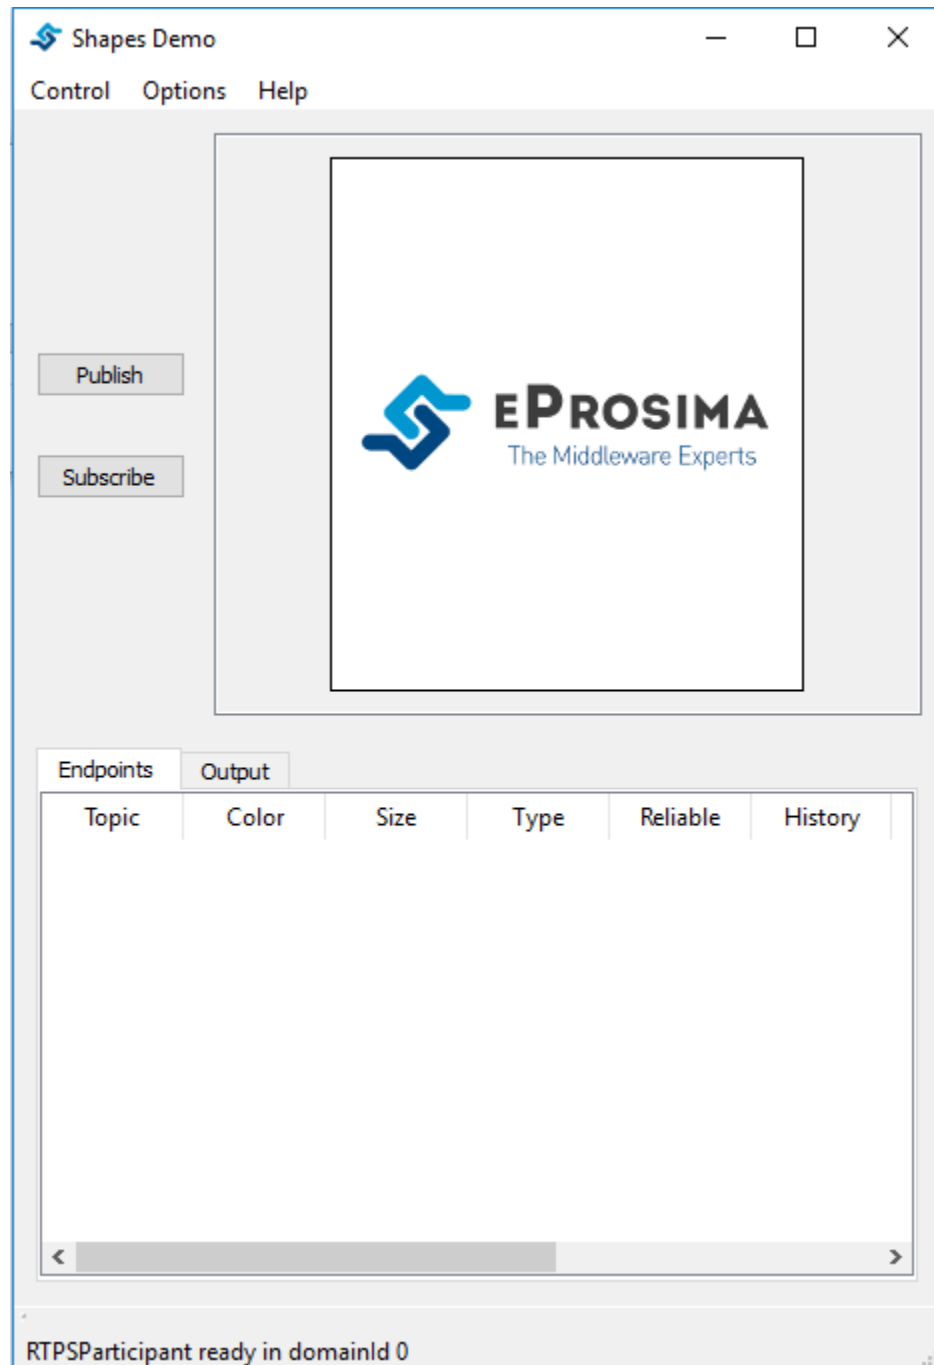 Shapes Demo
Control Options Help
Publish
Subscribe
EPROSIMA
The Middleware Experts
Endpoints Output
Topic Color Size Type Reliable History
RTPSParticipant ready in domainId 0